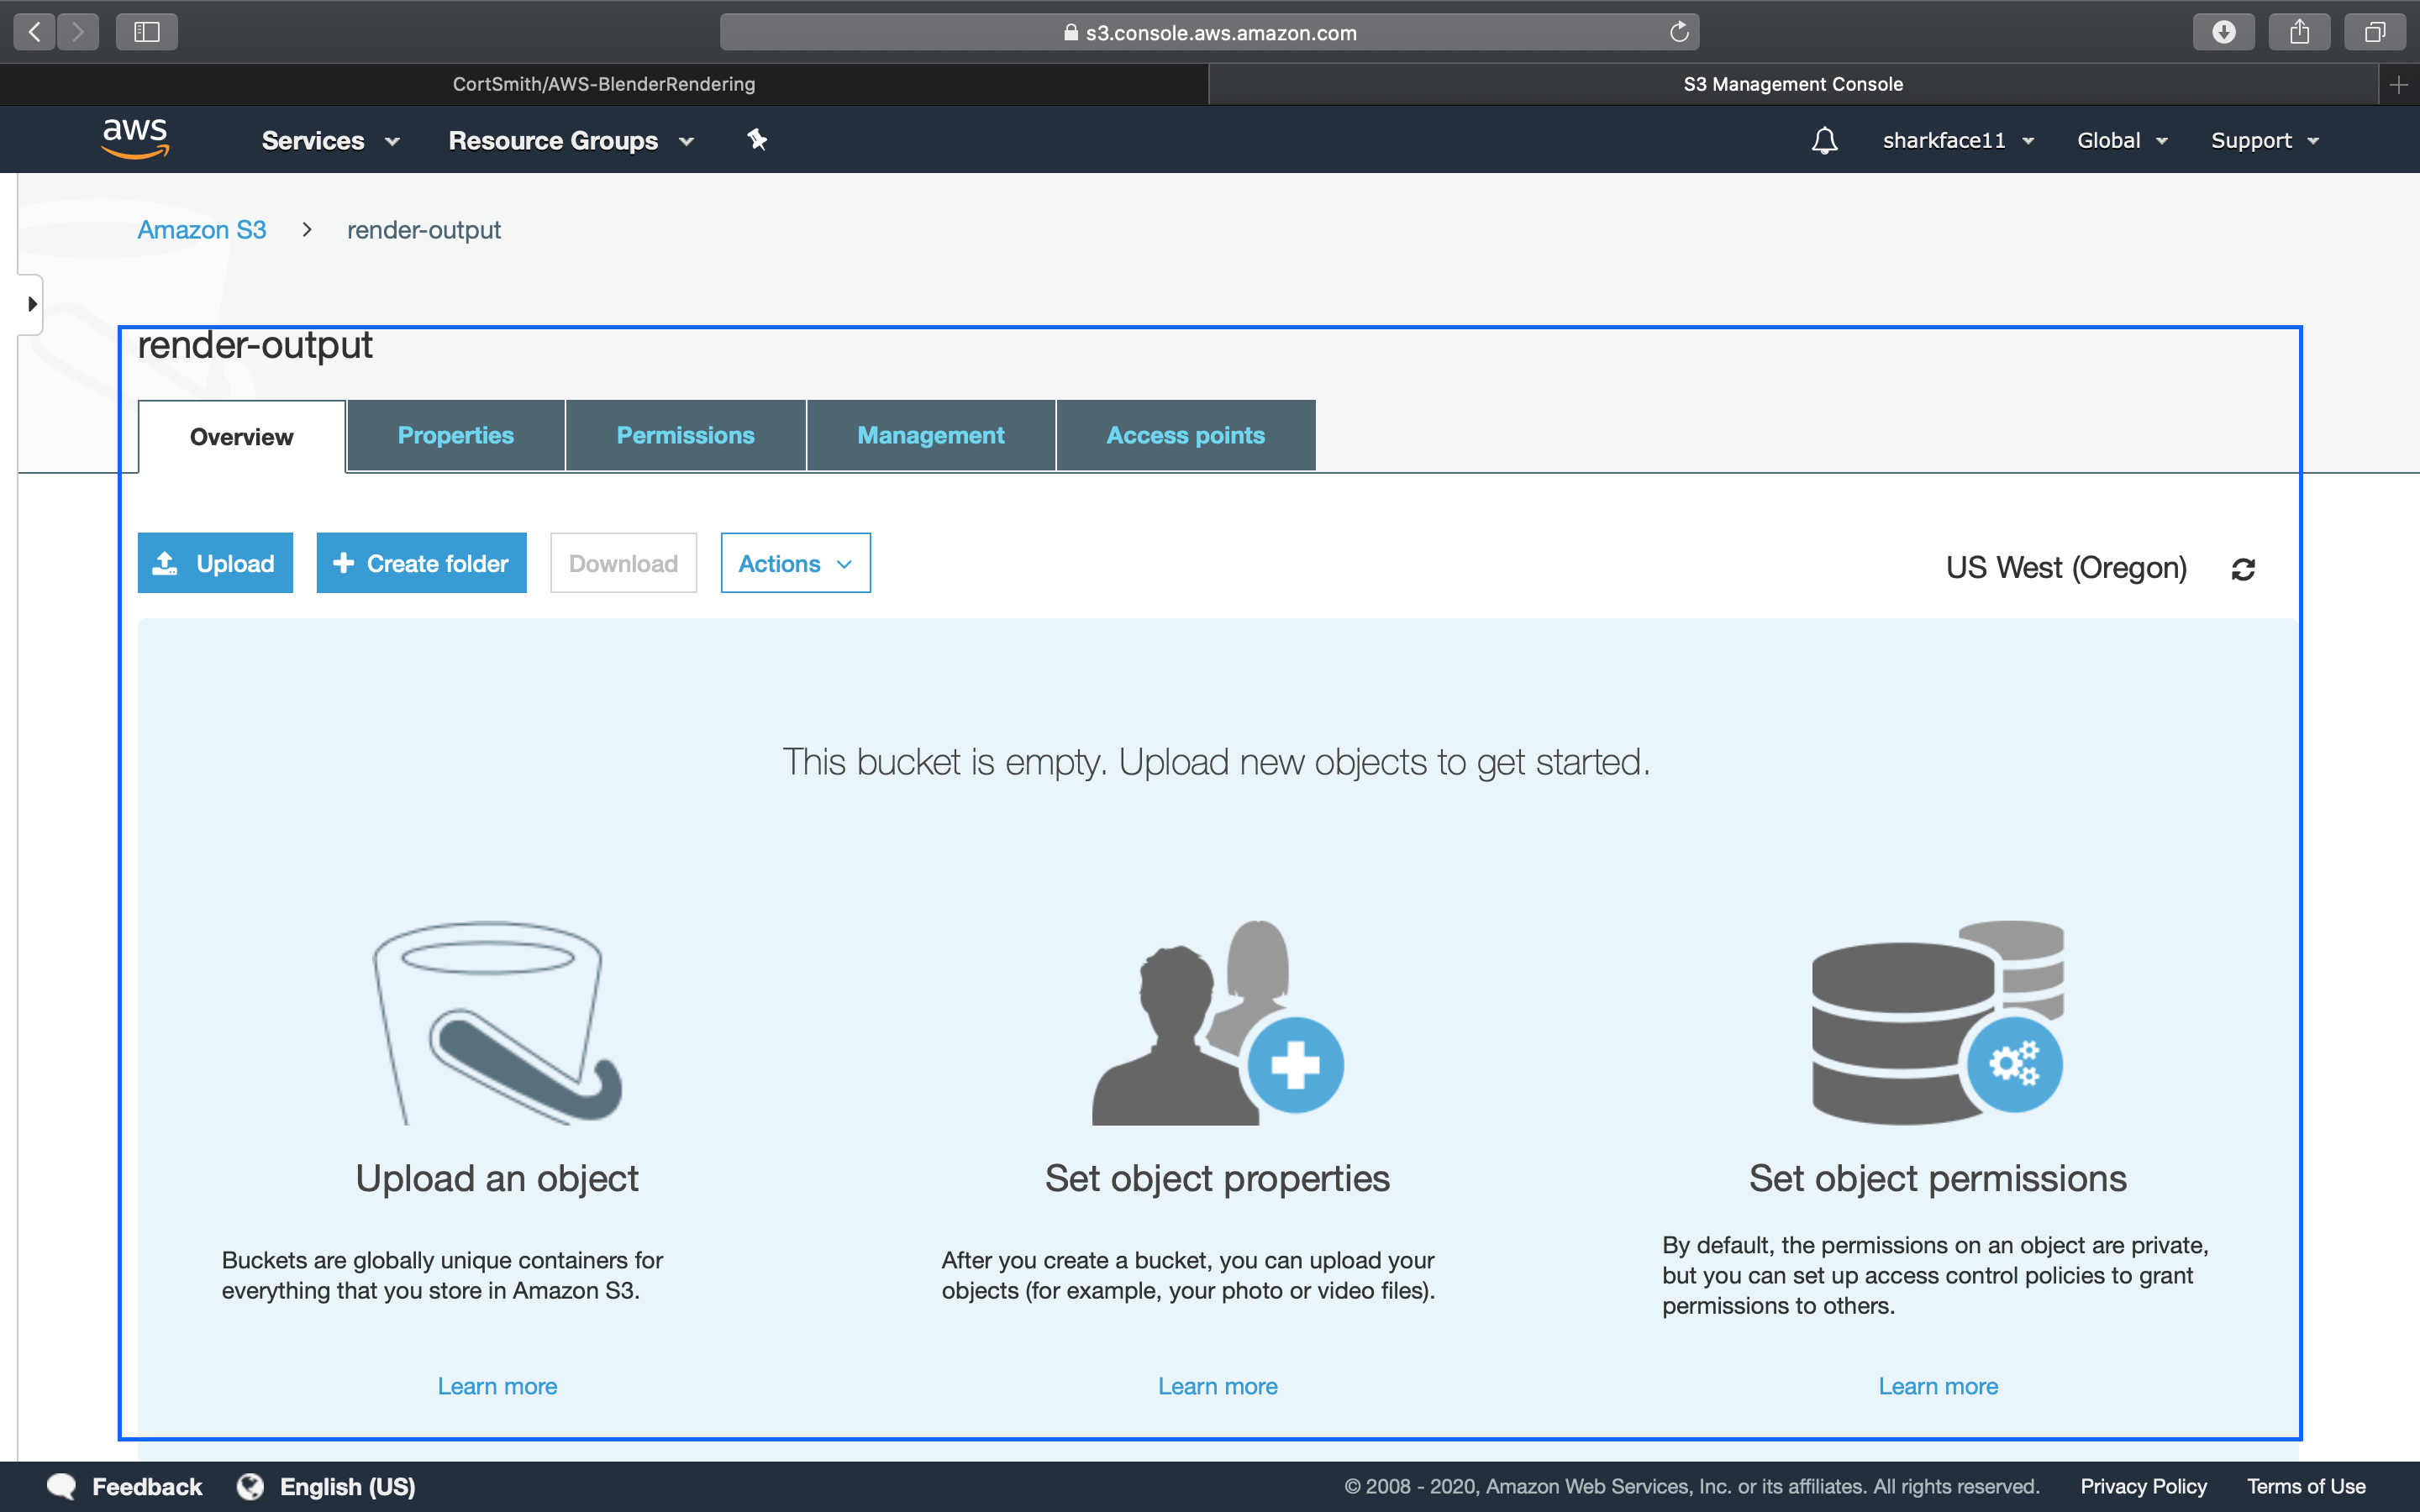 s3.console.aws.amazon.com
CortSmith/AWS-BlenderRendering
S3 Management Console
aws
Services
Resource Groups
sharkface11
Global
Support
Amazon S3
render-output
render-output
Overview
Properties
Permissions
Management
Access points
Upload
Create folder
Download
Actions
US West (Oregon)
This bucket is empty. Upload new objects to get started.
Upload an object
Buckets are globally unique containers for
everything that you store in Amazon S3.
Learn more
Set object properties
After you create a bucket, you can upload your
objects (for example, your photo or video files).
Learn more
Set object permissions
By default, the permissions on an object are private,
but you can set up access control policies to grant
permissions to others.
Learn more
Feedback
English (US)
© 2008 - 2020, Amazon Web Services, Inc. or its affiliates. All rights reserved.
Privacy Policy
Terms of Use